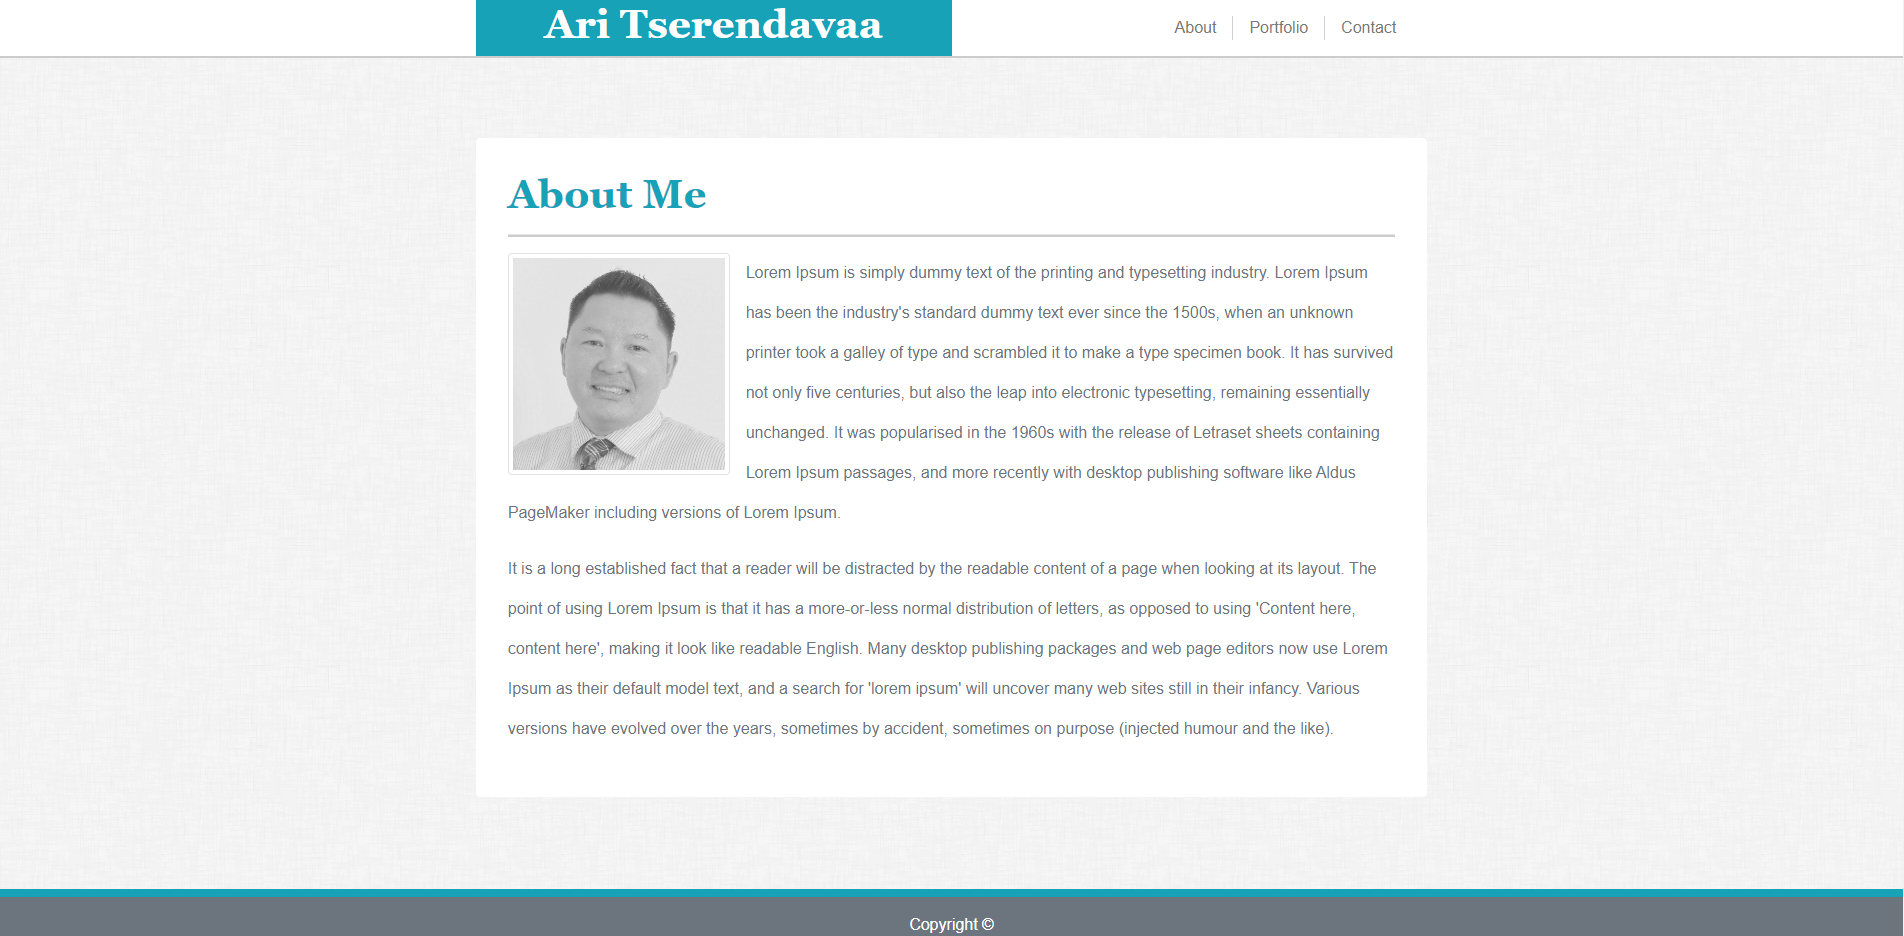 Ari Tserendavaa
About
Portfolio
Contact
About Me
Lorem Ipsum is simply dummy text of the printing and typesetting industry. Lorem Ipsum
has been the industry's standard dummy text ever since the 1500s, when an unknown
printer took a galley of type and scrambled it to make a type specimen book. It has survived
not only five centuries, but also the leap into electronic typesetting, remaining essentially
unchanged. It was popularised in the 1960s with the release of Letraset sheets containing
Lorem Ipsum passages, and more recently with desktop publishing software like Aldus
PageMaker including versions of Lorem Ipsum.
It is a long established fact that a reader will be distracted by the readable content of a page when looking at its layout. The
point of using Lorem Ipsum is that it has a more-or-less normal distribution of letters, as opposed to using 'Content here,
content here', making it look like readable English. Many desktop publishing packages and web page editors now use Lorem
Ipsum as their default model text, and a search for 'lorem ipsum' will uncover many web sites still in their infancy. Various
versions have evolved over the years, sometimes by accident, sometimes on purpose (injected humour and the like).
Copyright ©